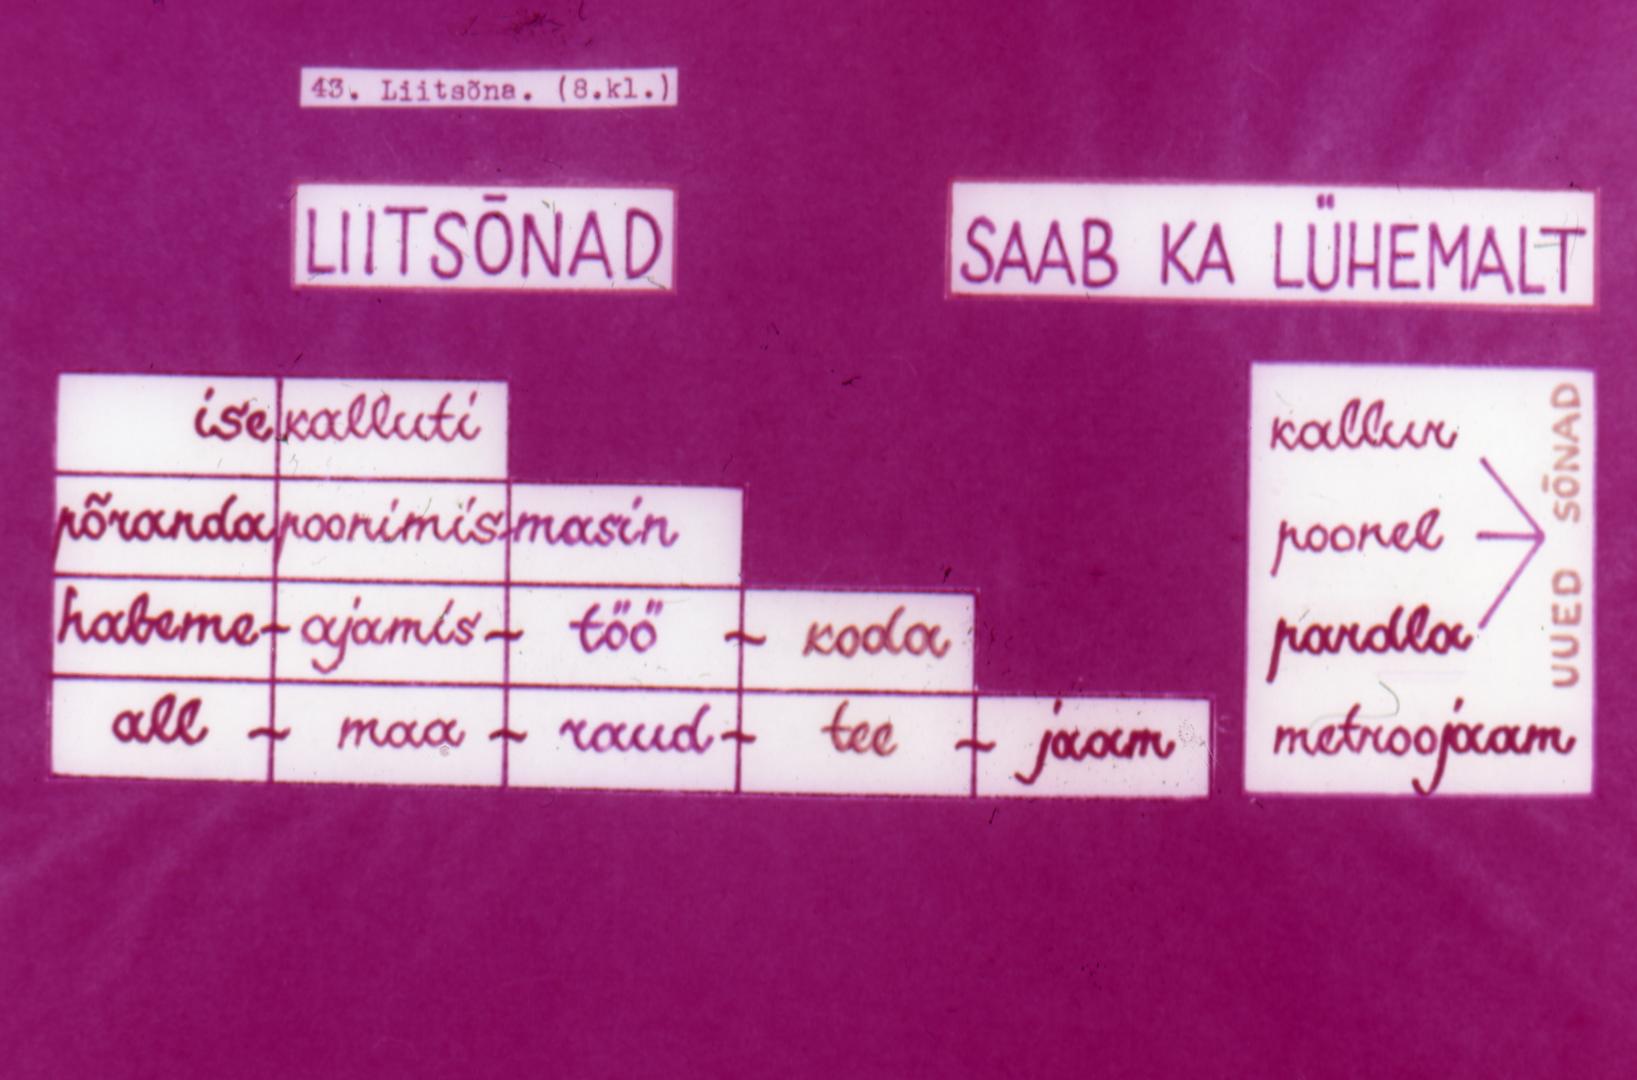 43. Liitsõna. (8.kl.)
LIITSÕNAD
SAAB KA LÜHEMALT
ise kalluti
põranda poonimis- masin
habeme- ajamis- töö - koda
all - maa - raud - tee - jaam
kallur
poonel
pardla
metroojaam
UUED SÕNAD